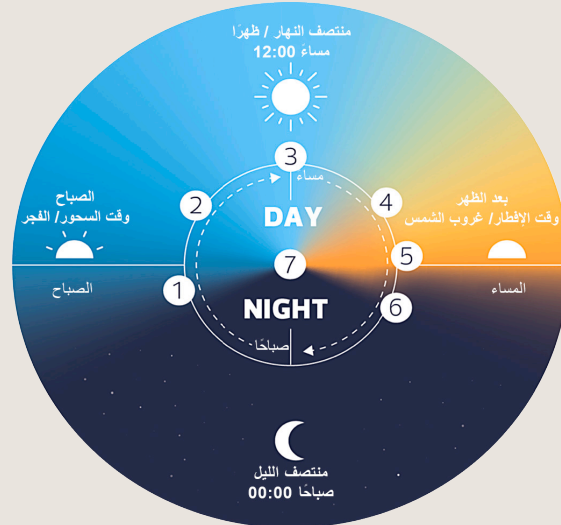 منتصف النهار / ظهرًا
12:00 مساءً
3
مساء
2
4
الصباح
وقت السحور/ الفجر
بعد الظهر
وقت الإفطار/ غروب الشمس
DAY
5
7
الصباح
المساء
1
6
NIGHT
صباحًا
منتصف الليل
00:00 صباحًا